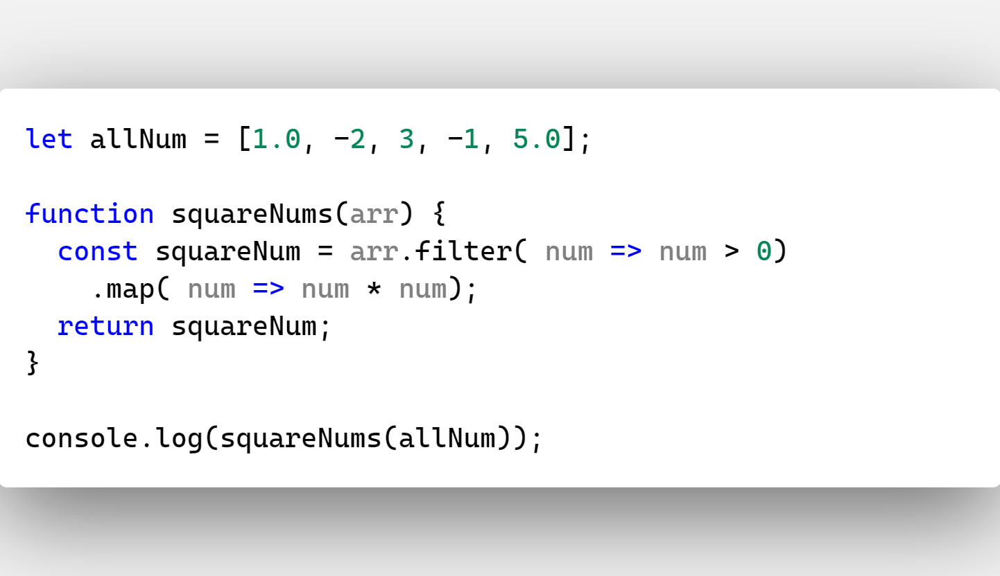 let allNum = [1.0, -2, 3, -1, 5.0];
function squareNums(arr) {
  const squareNum = arr.filter( num => num > 0)
    .map( num => num * num);
  return squareNum;
}
console.log(squareNums(allNum));